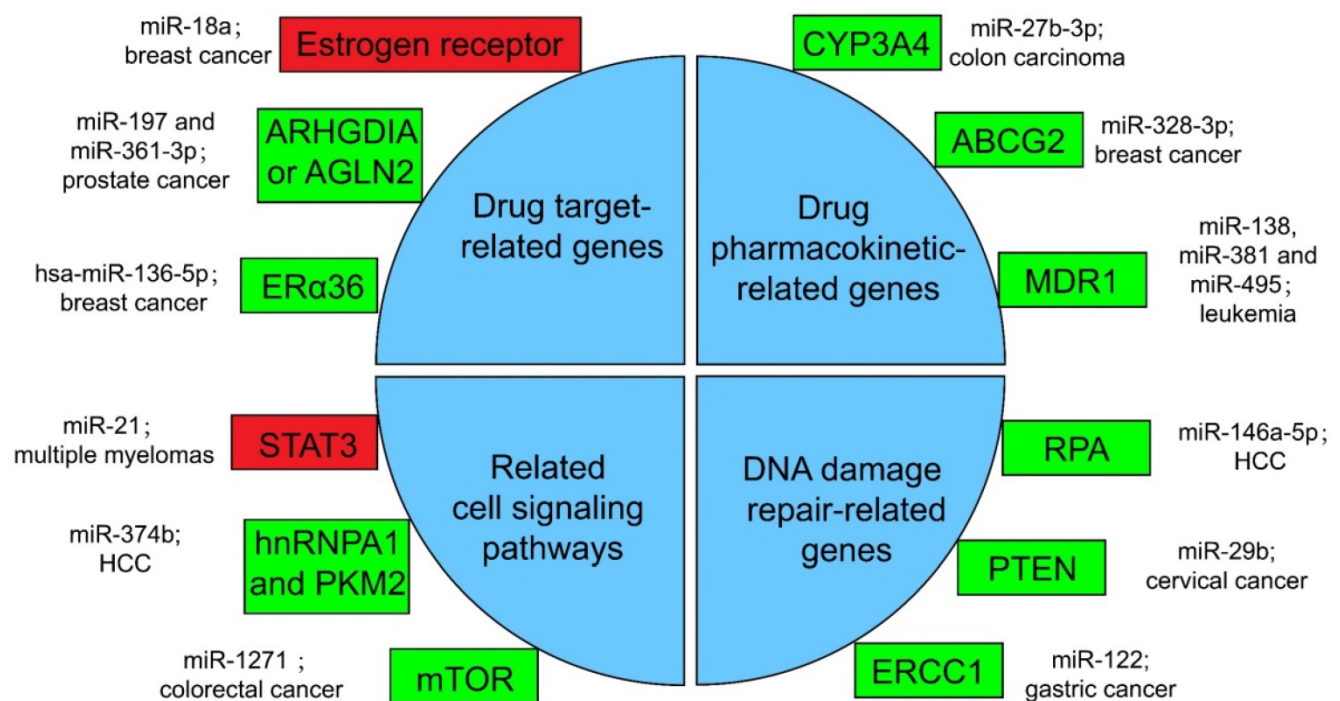 miR-18a;
breast cancer
Estrogen receptor
miR-197 and
miR-361-3p;
prostate cancer
ARHGDIA
or AGLN2
hsa-miR-136-5p;
breast cancer
ERα36
Drug target-
related genes
CYP3A4
miR-27b-3p;
colon carcinoma
ABCG2
miR-328-3p;
breast cancer
MDR1
miR-138,
miR-381 and
miR-495;
leukemia
Drug
pharmacokinetic-
related genes
miR-21;
multiple myelomas
STAT3
miR-374b;
HCC
hnRNPA1
and PKM2
miR-1271 ;
colorectal cancer
mTOR
Related
cell signaling
pathways
DNA damage
repair-related
genes
RPA
miR-146a-5p;
HCC
PTEN
miR-29b;
cervical cancer
ERCC1
miR-122;
gastric cancer